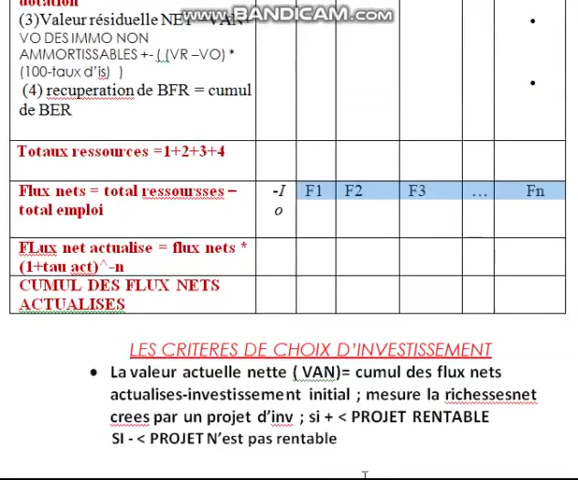 dotation
WWW.BANDICAM.COM
(3)Valeur résiduelle NET = VAN+
VO DES IMMO NON
AMMORTISSABLES +- ( (VR –VO) *
(100-taux d'is) )
(4) recuperation de BFR = cumul
de BER
Totaux ressources =1+2+3+4
Flux nets = total ressoursses – -I F1 F2 F3 … Fn
total emploi o
FLux net actualise = flux nets *
(1+tau act)^-n
CUMUL DES FLUX NETS
ACTUALISES
LES CRITERES DE CHOIX D'INVESTISSEMENT
• La valeur actuelle nette ( VAN)= cumul des flux nets
actualises-investissement initial ; mesure la richessesnet
crees par un projet d'inv ; si + < PROJET RENTABLE
SI - < PROJET N'est pas rentable